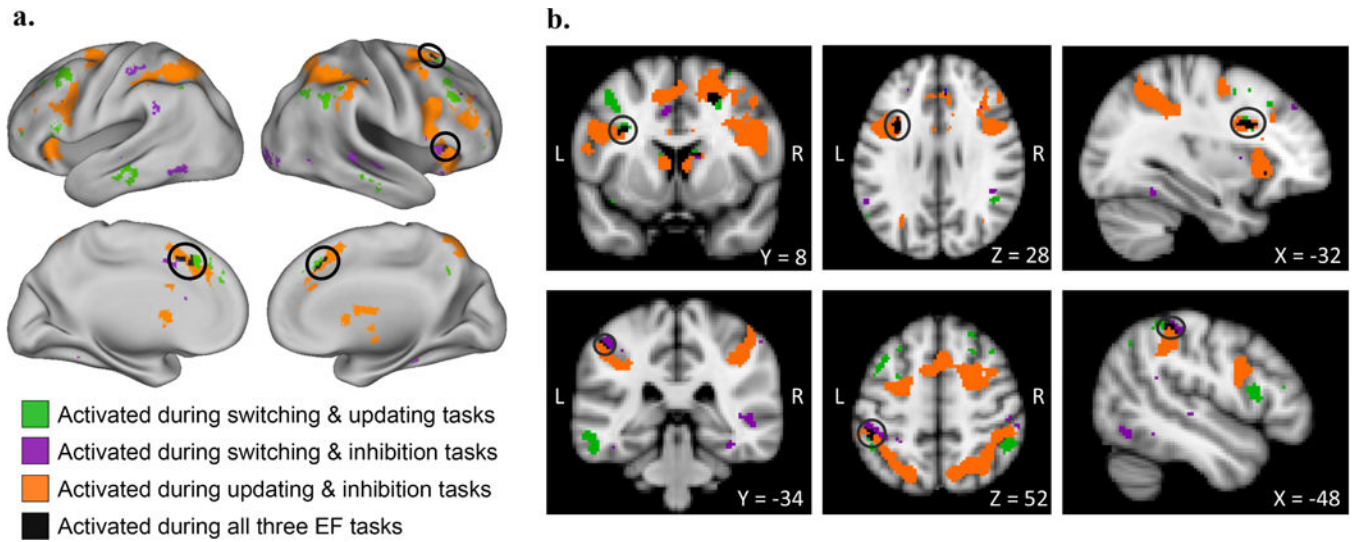 a.
b.
L
R
Y = 8
Z = 28
X = -32
L
R
Y = -34
Z = 52
X = -48
Activated during switching & updating tasks
Activated during switching & inhibition tasks
Activated during updating & inhibition tasks
Activated during all three EF tasks